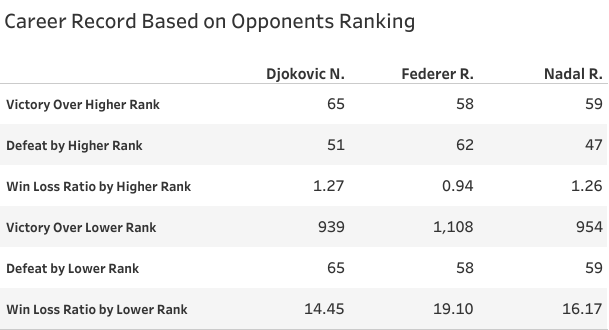 Career Record Based on Opponents Ranking
Djokovic N. Federer R. Nadal R.
Victory Over Higher Rank 65 58 59
Defeat by Higher Rank 51 62 47
Win Loss Ratio by Higher Rank 1.27 0.94 1.26
Victory Over Lower Rank 939 1,108 954
Defeat by Lower Rank 65 58 59
Win Loss Ratio by Lower Rank 14.45 19.10 16.17